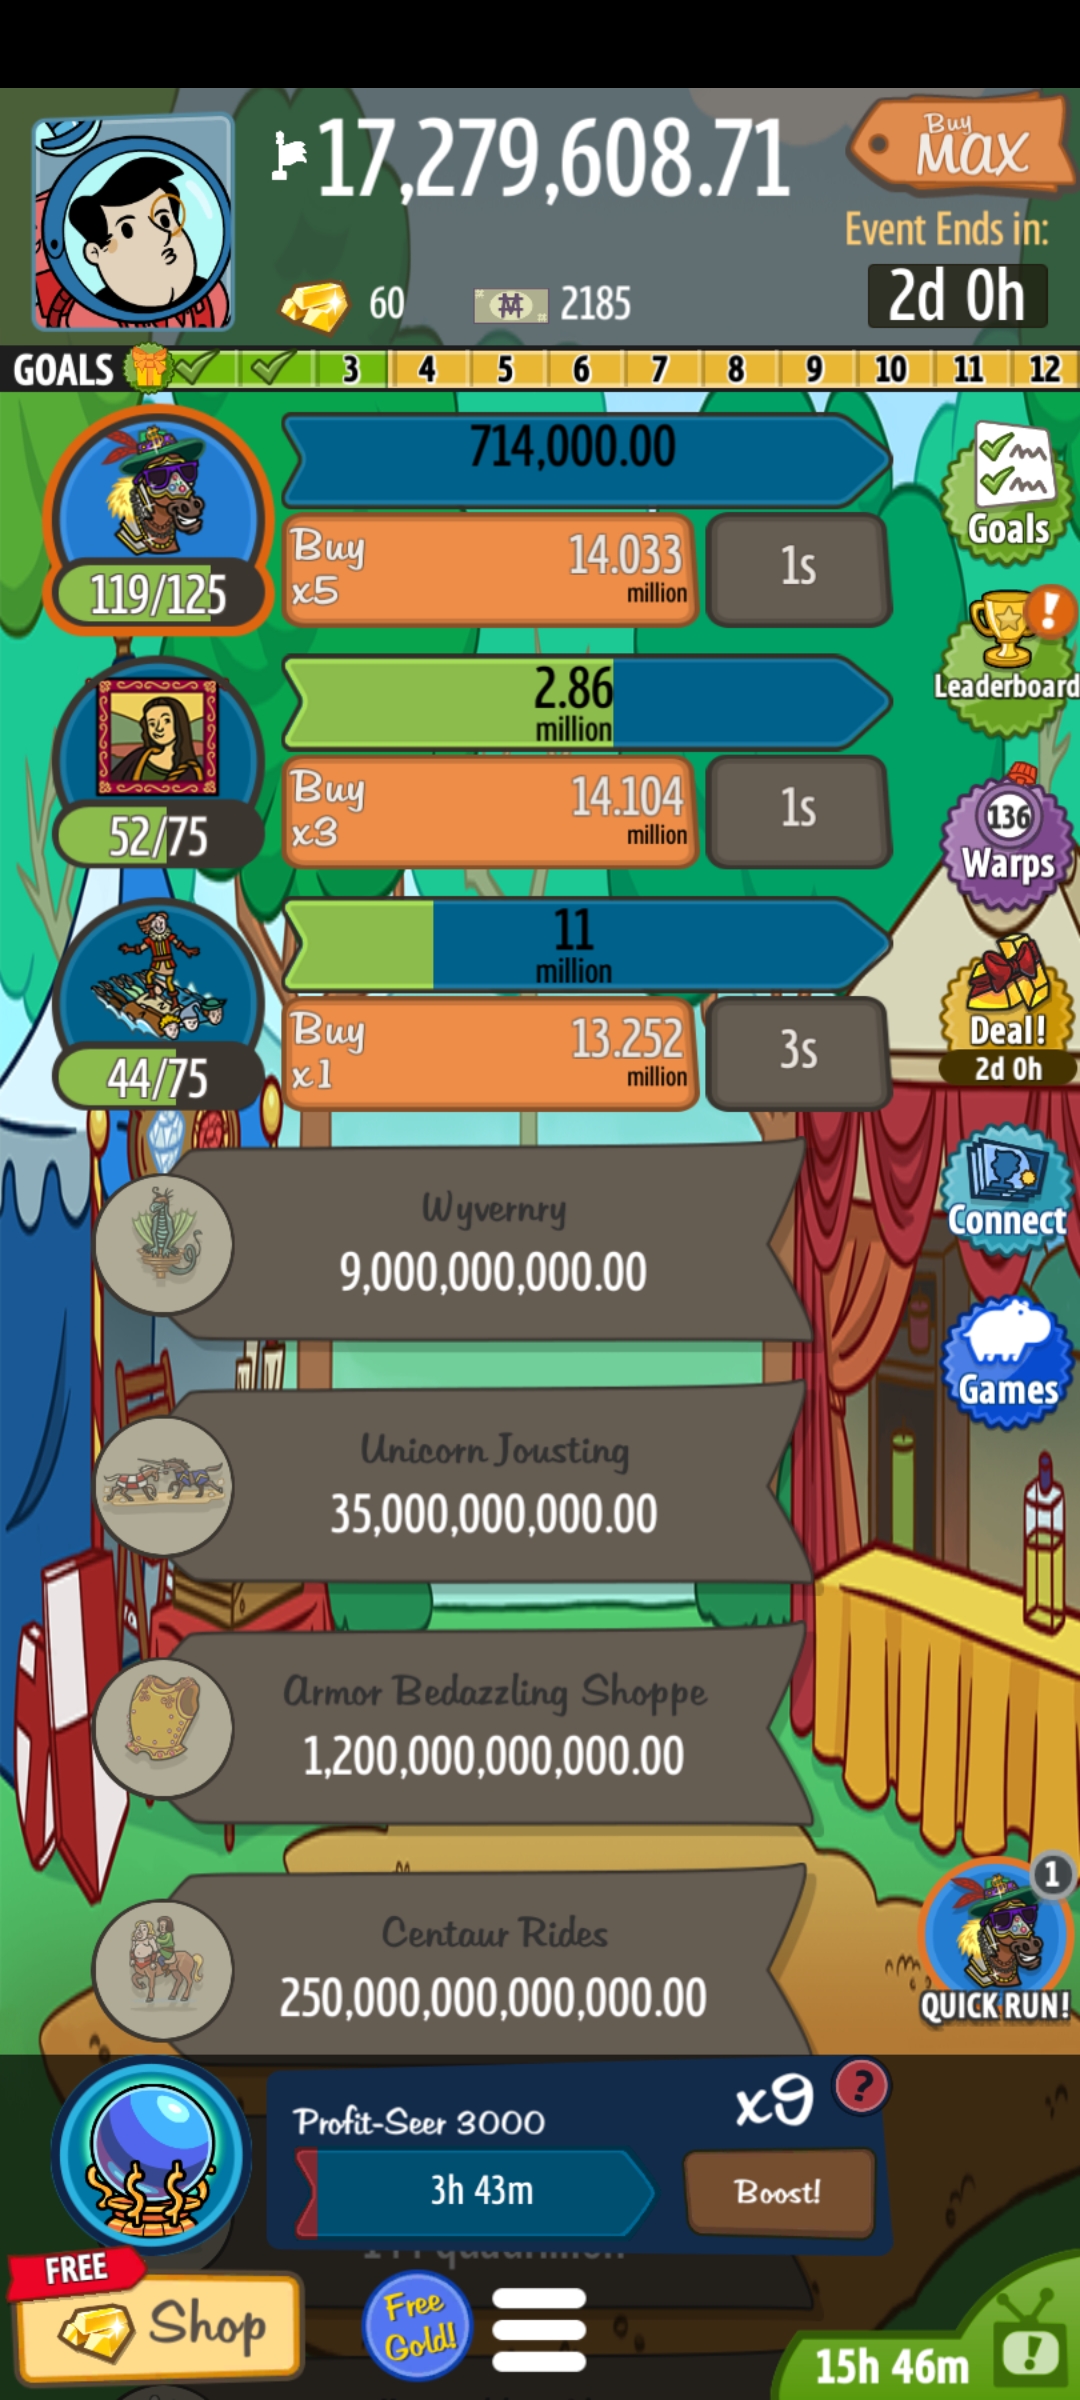 17,279,608.71
Buy
MAX
Event Ends in:
2d 0h
60
2185
GOALS 3 4 5 6 7 8 9 10 11 12
714,000.00
Buy
x5
14.033
million
1s
119/125
Goals
2.86
million
Buy
x3
14.104
million
1s
52/75
Leaderboard
136
Warps
11
million
Buy
x1
13.252
million
3s
44/75
Deal!
2d 0h
Wyvernry
9,000,000,000.00
Connect
Unicorn Jousting
35,000,000,000.00
Games
Armor Bedazzling Shoppe
1,200,000,000,000.00
Centaur Rides
250,000,000,000,000.00
1
QUICK RUN!
Profit-Seer 3000
x9
?
3h 43m
Boost!
FREE
Shop
Free
Gold!
15h 46m